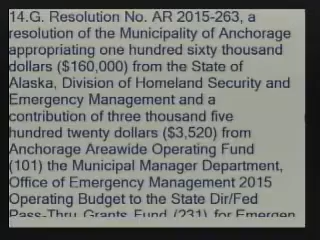 14.G. Resolution No. AR 2015-263, a
resolution of the Municipality of Anchorage
appropriating one hundred sixty thousand
dollars ($160,000) from the State of
Alaska, Division of Homeland Security and
Emergency Management and a
contribution of three thousand five
hundred twenty dollars ($3,520) from
Anchorage Areawide Operating Fund
(101) the Municipal Manager Department,
Office of Emergency Management 2015
Operating Budget to the State Dir/Fed
Pass-Thru Grants Fund (231) for Emergen